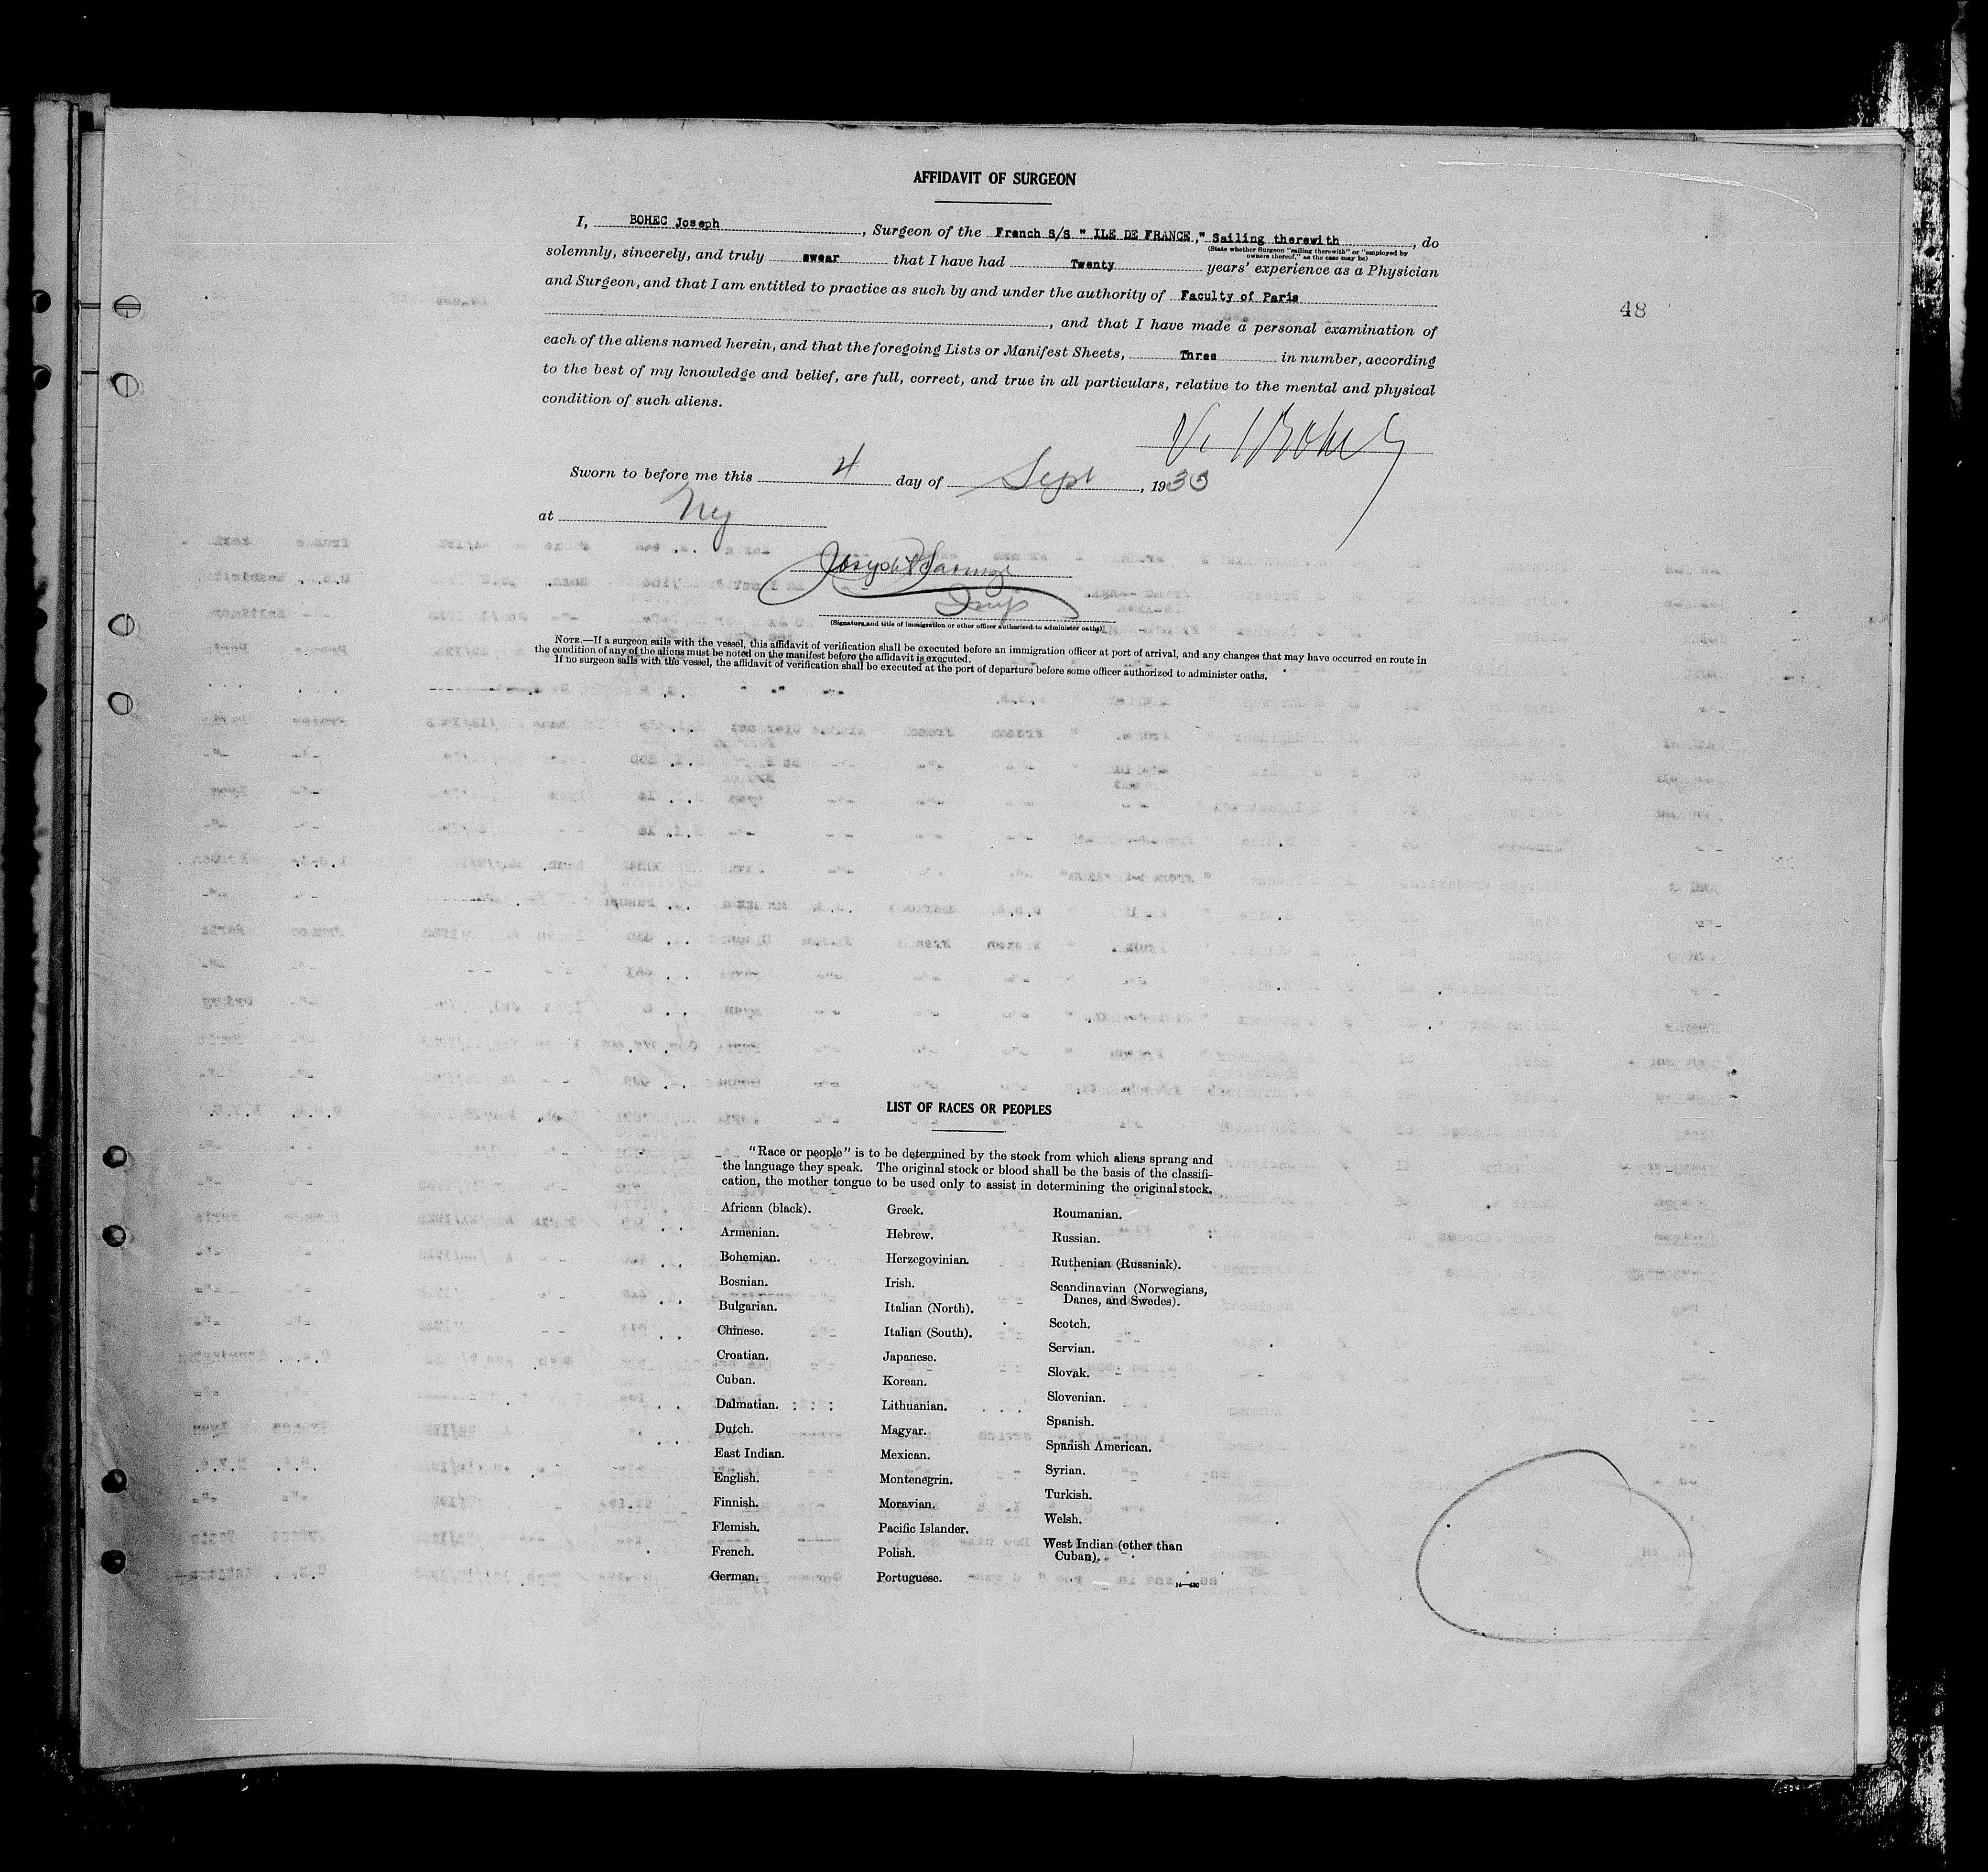 AFFIDAVIT OF SURGEON
I, BOHEC Joseph, Surgeon of the French S/S " ILE DE FRANCE," Sailing therewith, do
(State whether Surgeon "sailing therewith" or "employed by owners thereof," as the case may be)
solemnly, sincerely, and truly swear that I have had Twenty years' experience as a Physician
and Surgeon, and that I am entitled to practice as such by and under the authority of Faculty of Paris
, and that I have made a personal examination of
48
each of the aliens named herein, and that the foregoing Lists or Manifest Sheets, Three in number, according
to the best of my knowledge and belief, are full, correct, and true in all particulars, relative to the mental and physical
condition of such aliens.
Sworn to before me this 4 day of Sept, 1933
at Ny
Joseph
Insp
(Signature and title of immigration or other officer authorized to administer oaths)
NOTE.—If a surgeon sails with the vessel, this affidavit of verification shall be executed before an immigration officer at port of arrival, and any changes that may have occurred en route in
the condition of any of the aliens must be noted on the manifest before the affidavit is executed.
If no surgeon sails with the vessel, the affidavit of verification shall be executed at the port of departure before some officer authorized to administer oaths.
LIST OF RACES OR PEOPLES
"Race or people" is to be determined by the stock from which aliens sprang and
the language they speak. The original stock or blood shall be the basis of the classifi-
cation, the mother tongue to be used only to assist in determining the original stock.
African (black).
Armenian.
Bohemian.
Bosnian.
Bulgarian.
Chinese.
Croatian.
Cuban.
Dalmatian.
Dutch.
East Indian.
English.
Finnish.
Flemish.
French.
German.
Greek.
Hebrew.
Herzegovinian.
Irish.
Italian (North).
Italian (South).
Japanese.
Korean.
Lithuanian.
Magyar.
Mexican.
Montenegrin.
Moravian.
Pacific Islander.
Polish.
Portuguese.
Roumanian.
Russian.
Ruthenian (Russniak).
Scandinavian (Norwegians,
Danes, and Swedes).
Scotch.
Servian.
Slovak.
Slovenian.
Spanish.
Spanish American.
Syrian.
Turkish.
Welsh.
West Indian (other than
Cuban).
14—430